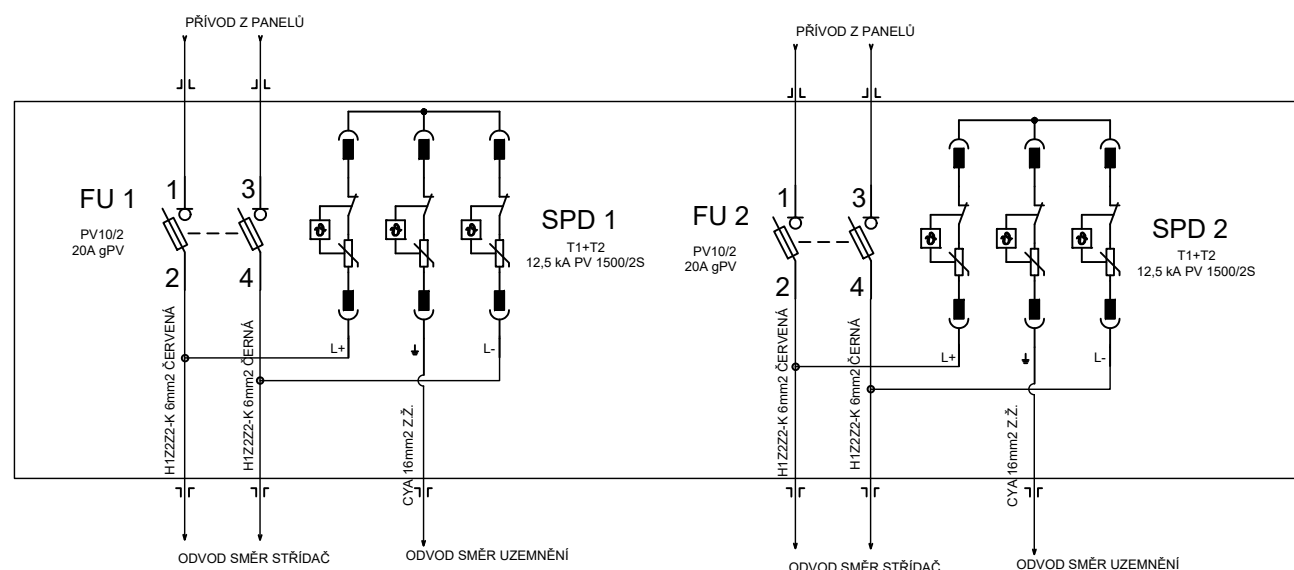 PŘÍVOD Z PANELŮ
FU 1
PV10/2
20A gPV
1
3
2
4
SPD 1
T1+T2
12,5 kA PV 1500/2S
L+
L-
H1Z2Z2-K 6mm2 ČERVENÁ
H1Z2Z2-K 6mm2 ČERNÁ
CYA 16mm2 Z.Ž.
ODVOD SMĚR STŘÍDAČ
ODVOD SMĚR UZEMNĚNÍ
PŘÍVOD Z PANELŮ
FU 2
PV10/2
20A gPV
1
3
2
4
SPD 2
T1+T2
12,5 kA PV 1500/2S
L+
L-
H1Z2Z2-K 6mm2 ČERVENÁ
H1Z2Z2-K 6mm2 ČERNÁ
CYA 16mm2 Z.Ž.
ODVOD SMĚR STŘÍDAČ
ODVOD SMĚR UZEMNĚNÍ